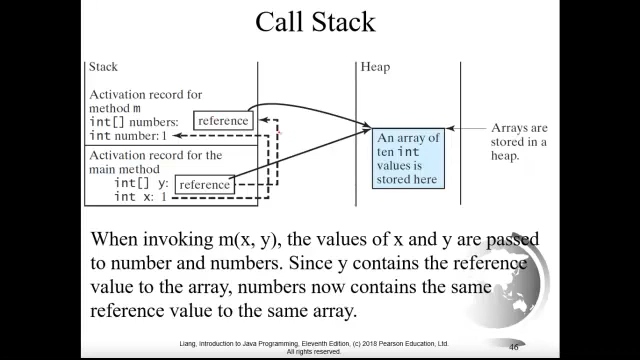 Call Stack
Stack
Heap
Activation record for
method m
int[] numbers:
reference
int number: 1
Activation record for the
main method
int[] y:
reference
int x: 1
An array of
ten int
values is
stored here
Arrays are
stored in a
heap.
When invoking m(x, y), the values of x and y are passed
to number and numbers. Since y contains the reference
value to the array, numbers now contains the same
reference value to the same array.
Liang, Introduction to Java Programming, Eleventh Edition, (c) 2018 Pearson Education, Ltd.
All rights reserved.
46